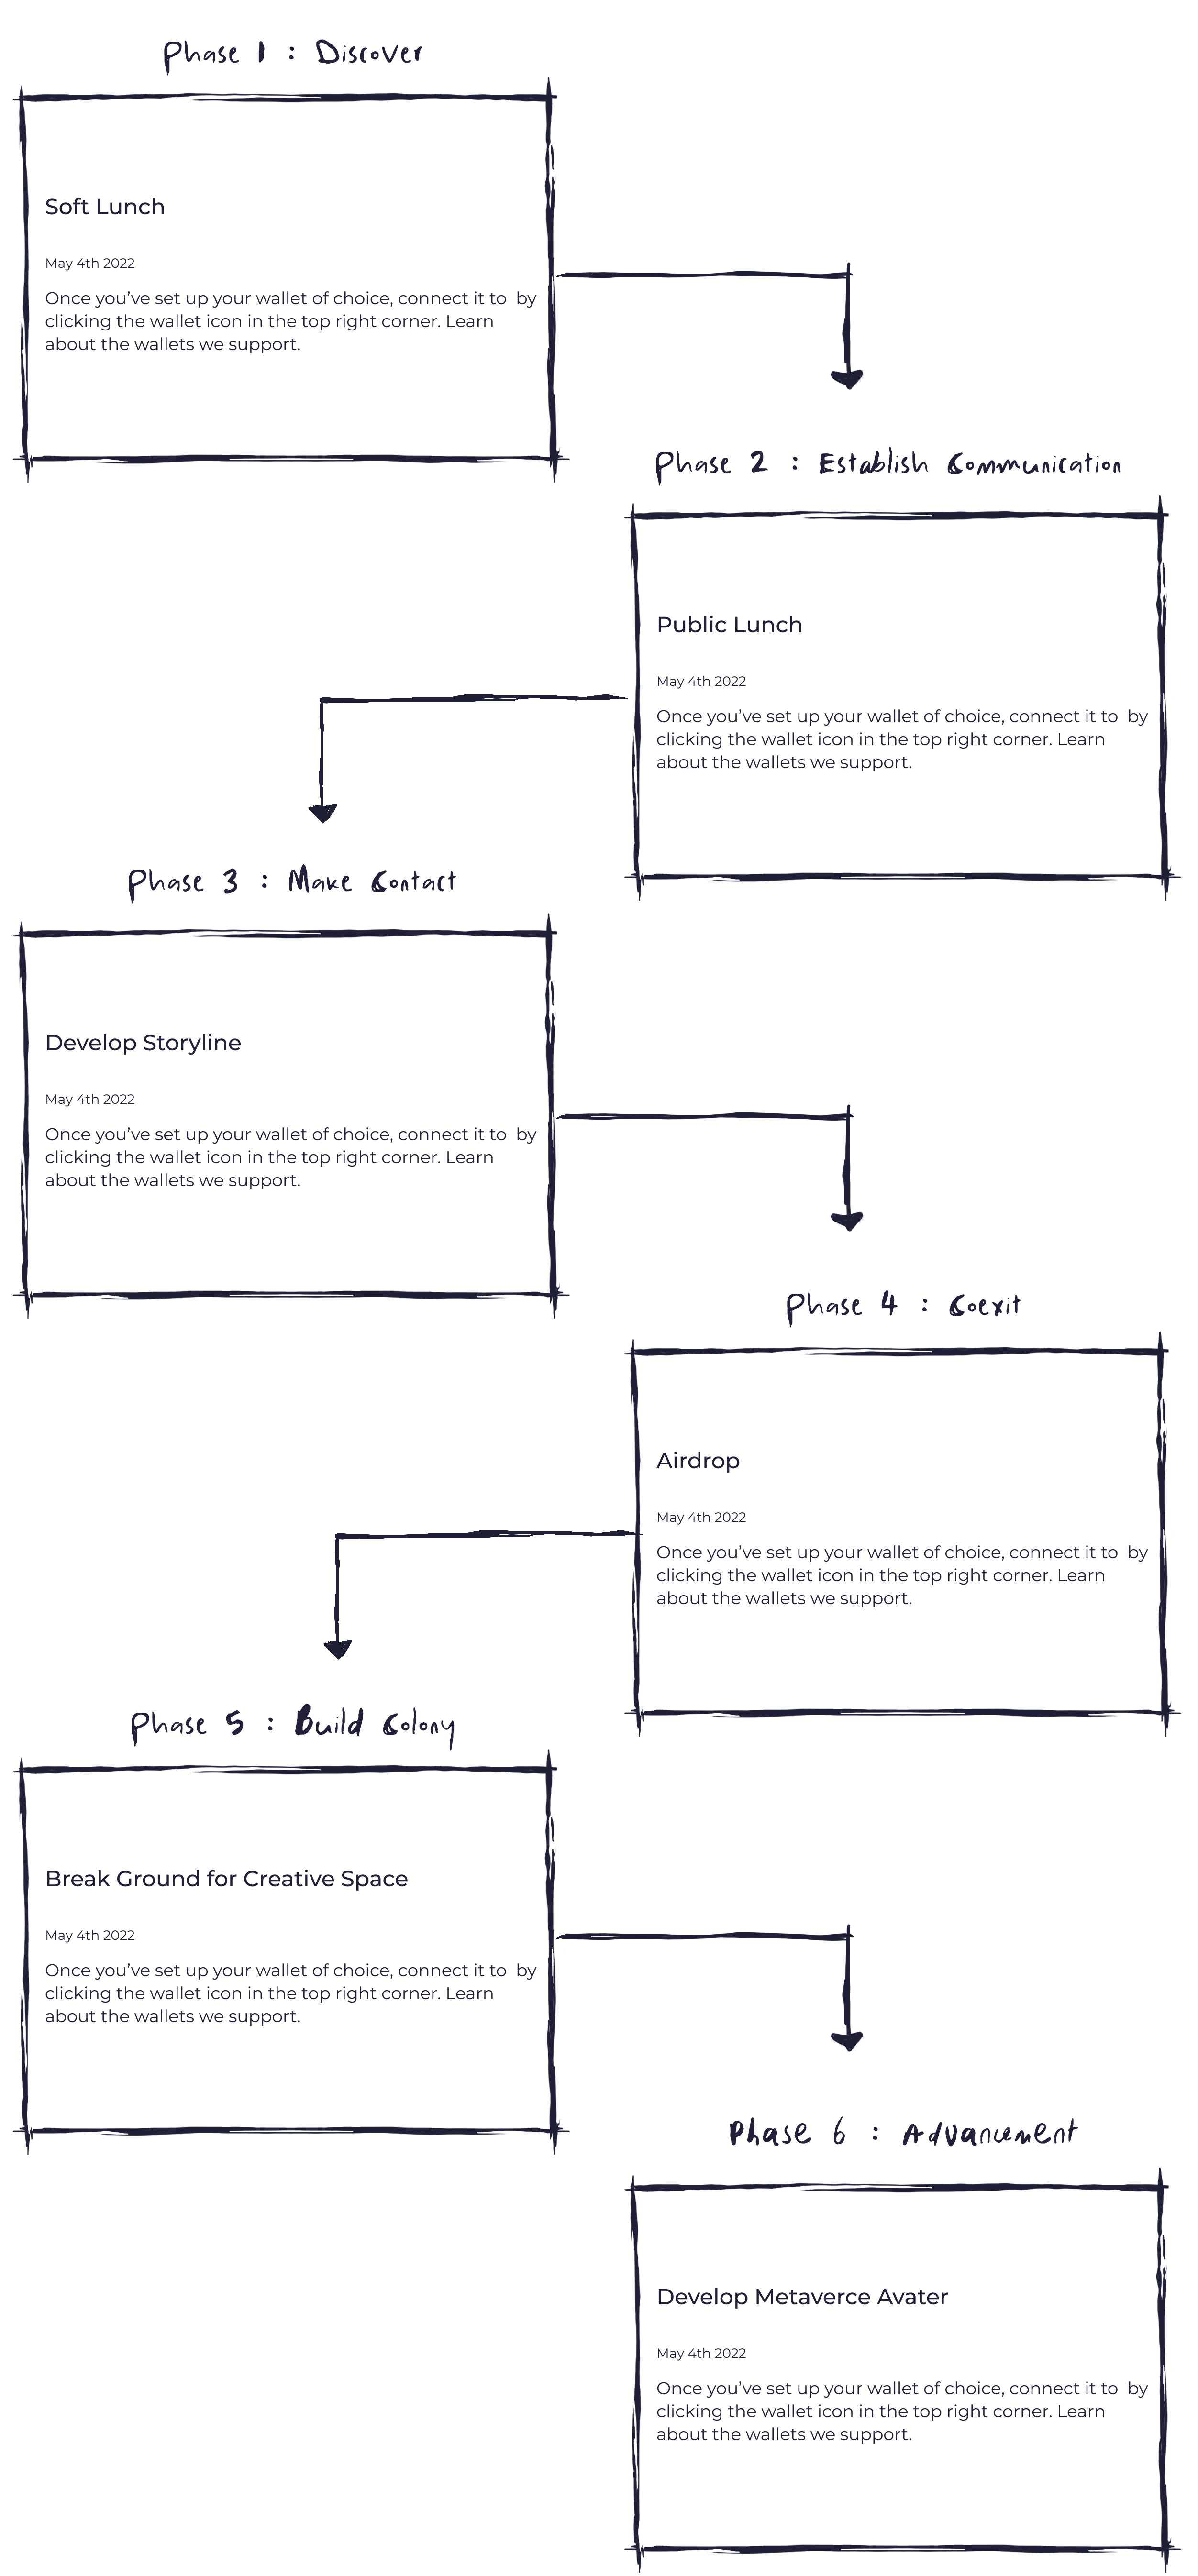 Phase 1 : Discover
Soft Lunch
May 4th 2022
Once you’ve set up your wallet of choice, connect it to  by
clicking the wallet icon in the top right corner. Learn
about the wallets we support.
Phase 2 : Establish Communication
Public Lunch
May 4th 2022
Once you’ve set up your wallet of choice, connect it to  by
clicking the wallet icon in the top right corner. Learn
about the wallets we support.
Phase 3 : Make Contact
Develop Storyline
May 4th 2022
Once you’ve set up your wallet of choice, connect it to  by
clicking the wallet icon in the top right corner. Learn
about the wallets we support.
Phase 4 : Coexit
Airdrop
May 4th 2022
Once you’ve set up your wallet of choice, connect it to  by
clicking the wallet icon in the top right corner. Learn
about the wallets we support.
Phase 5 : Build Colony
Break Ground for Creative Space
May 4th 2022
Once you’ve set up your wallet of choice, connect it to  by
clicking the wallet icon in the top right corner. Learn
about the wallets we support.
Phase 6 : Advancement
Develop Metaverce Avater
May 4th 2022
Once you’ve set up your wallet of choice, connect it to  by
clicking the wallet icon in the top right corner. Learn
about the wallets we support.